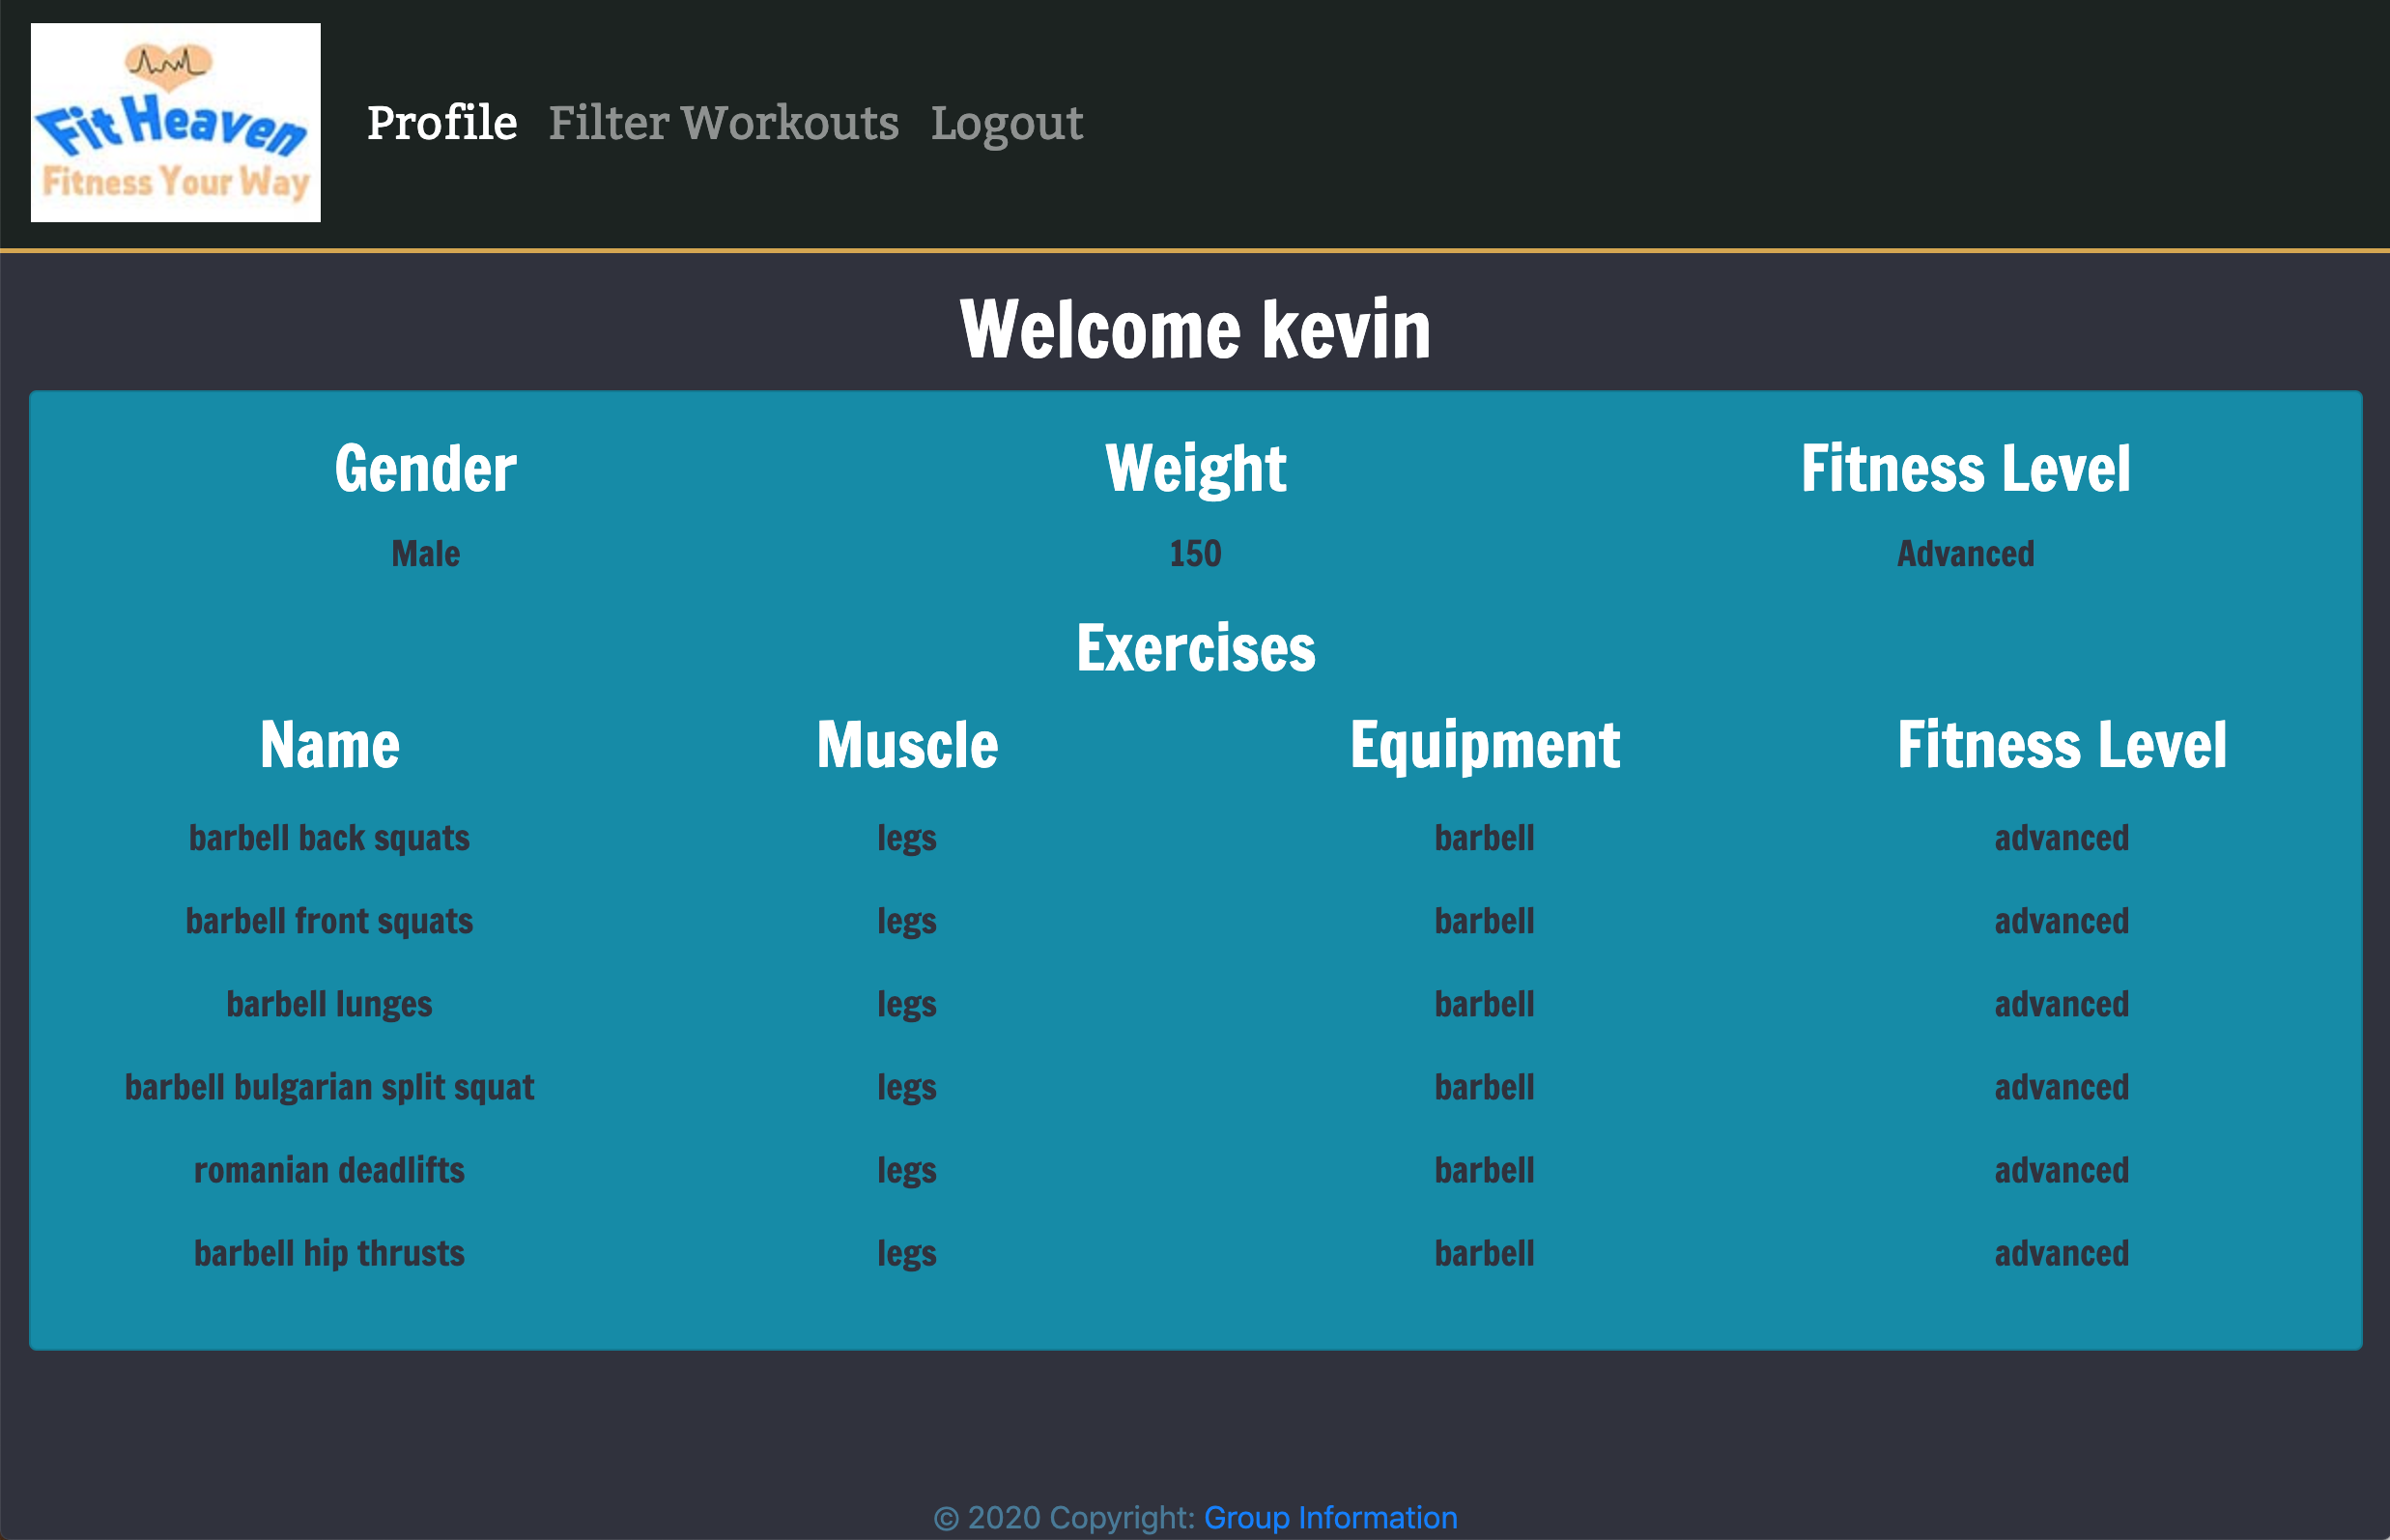 Fit Heaven
Fitness Your Way
Profile Filter Workouts Logout
Welcome kevin
Gender Weight Fitness Level
Male 150 Advanced
Exercises
Name Muscle Equipment Fitness Level
barbell back squats legs barbell advanced
barbell front squats legs barbell advanced
barbell lunges legs barbell advanced
barbell bulgarian split squat legs barbell advanced
romanian deadlifts legs barbell advanced
barbell hip thrusts legs barbell advanced
© 2020 Copyright: Group Information